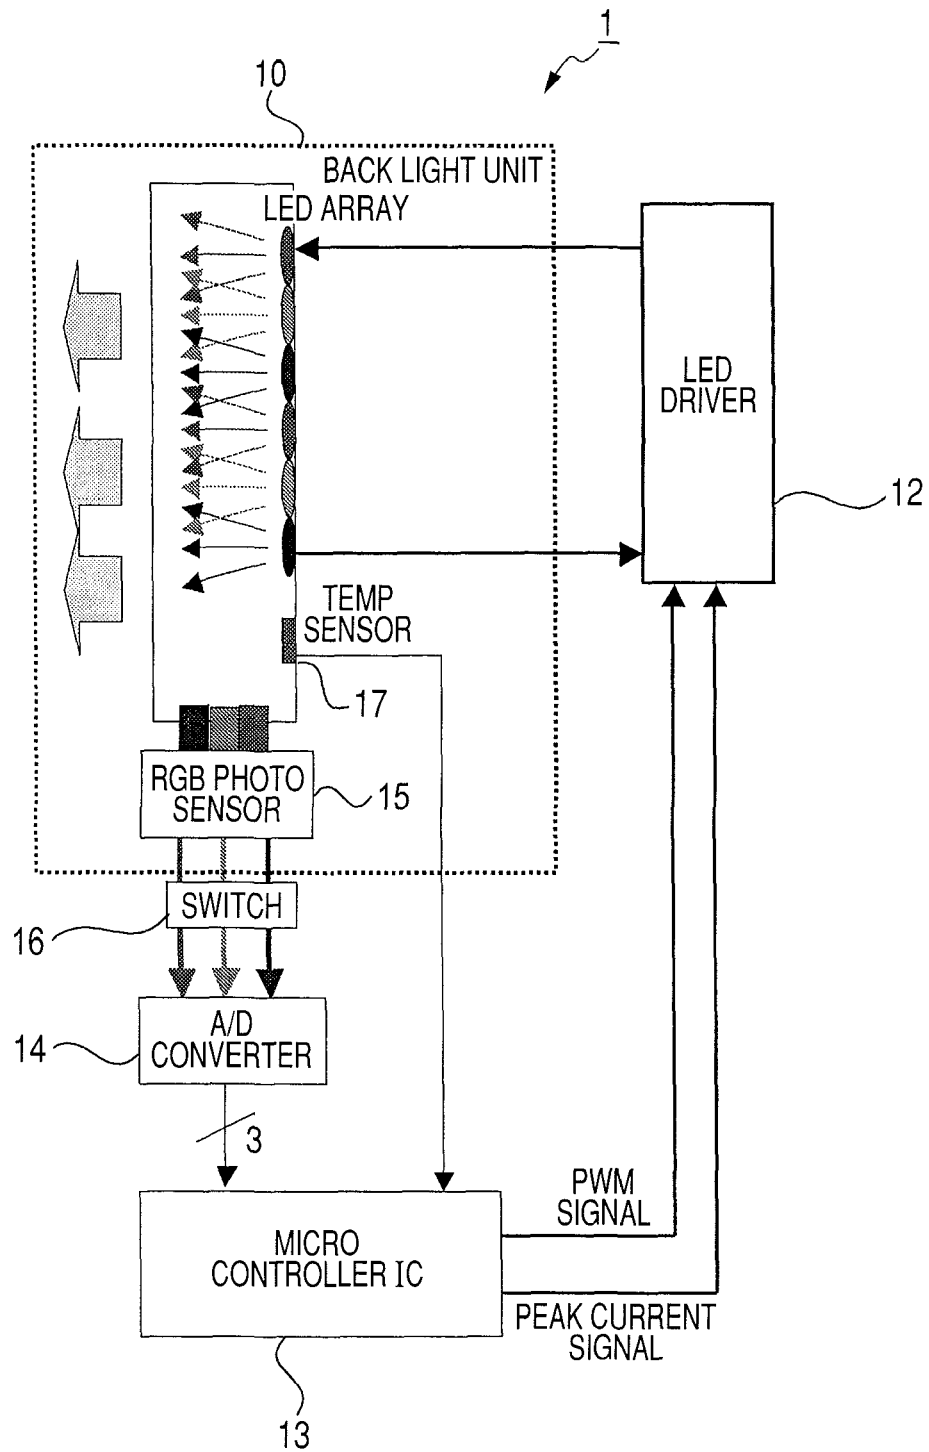 1
10
BACK LIGHT UNIT
LED ARRAY
LED
DRIVER
12
TEMP
SENSOR
17
RGB PHOTO
SENSOR
15
SWITCH
16
A/D
CONVERTER
14
3
PWM
SIGNAL
MICRO
CONTROLLER IC
PEAK CURRENT
SIGNAL
13